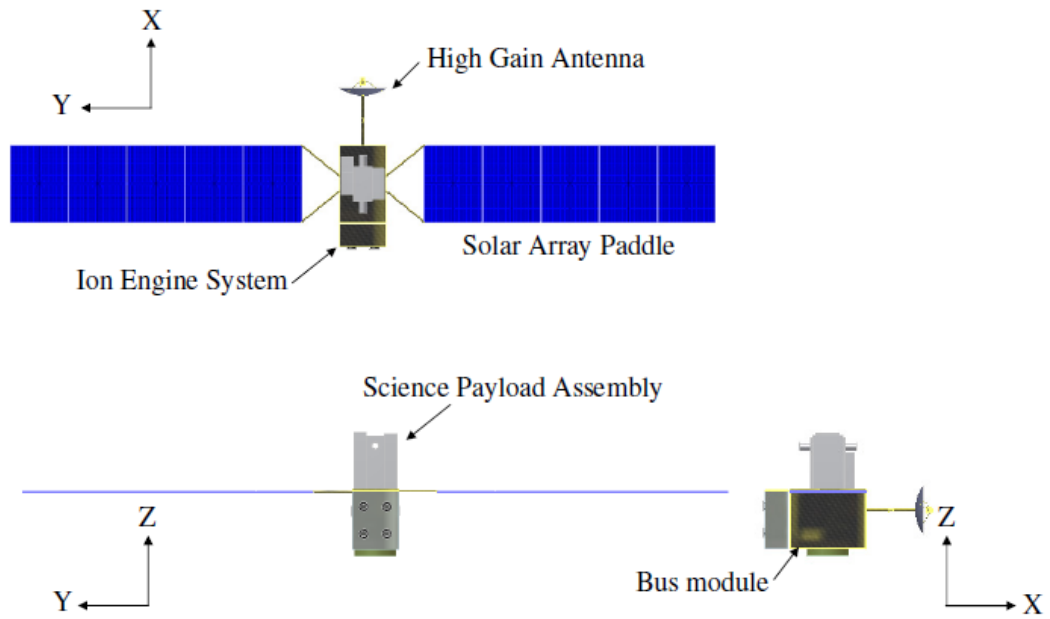 X
High Gain Antenna
Y
Solar Array Paddle
Ion Engine System
Science Payload Assembly
Z
Z
Bus module
Y
X